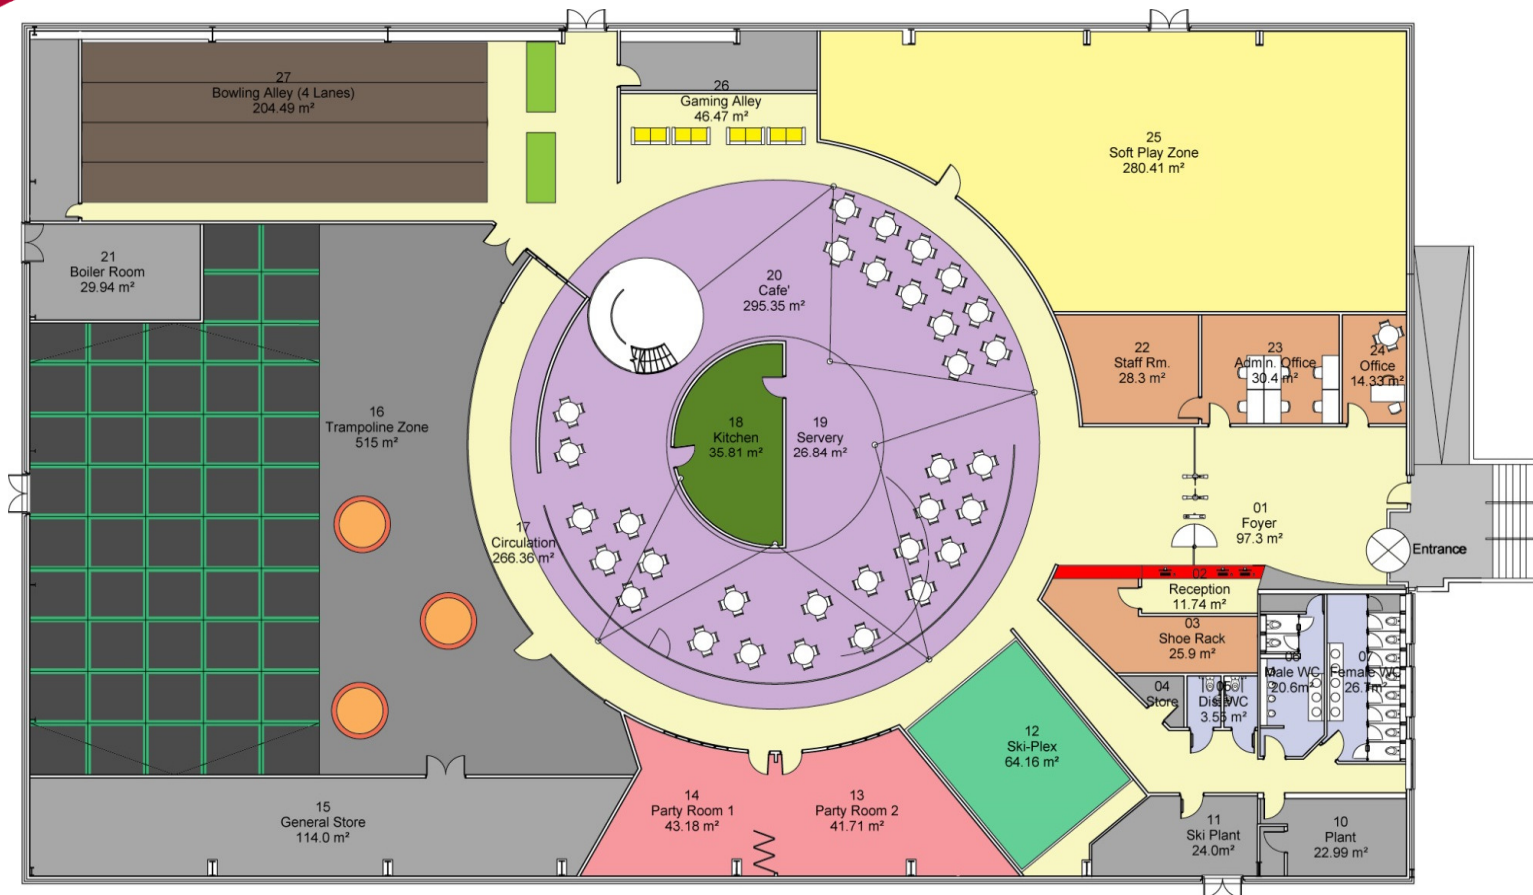 27
Bowling Alley (4 Lanes)
204.49 m²
26
Gaming Alley
46.47 m²
25
Soft Play Zone
280.41 m²
21
Boiler Room
29.94 m²
20
Cafe'
295.35 m²
22
Staff Rm.
28.3 m²
23
Admin. Office
30.4 m²
24
Office
14.33 m²
16
Trampoline Zone
515 m²
18
Kitchen
35.81 m²
19
Servery
26.84 m²
17
Circulation
266.36 m²
01
Foyer
97.3 m²
Entrance
02
Reception
11.74 m²
03
Shoe Rack
25.9 m²
04
Store
05
WC
3.55 m²
06
Male WC
20.6m²
07
Female WC
26.7m²
12
Ski-Plex
64.16 m²
14
Party Room 1
43.18 m²
13
Party Room 2
41.71 m²
15
General Store
114.0 m²
11
Ski Plant
24.0m²
10
Plant
22.99 m²